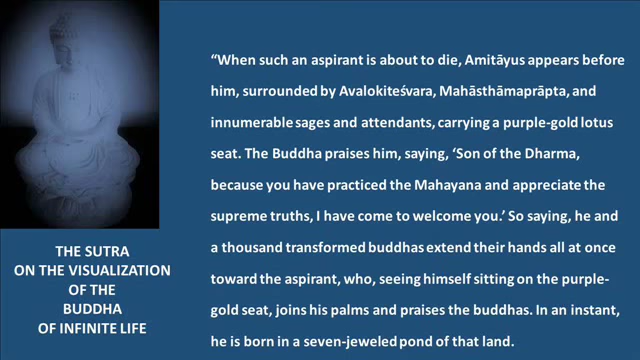 "When such an aspirant is about to die, Amitāyus appears before
him, surrounded by Avalokiteśvara, Mahāsthāmaprāpta, and
innumerable sages and attendants, carrying a purple-gold lotus
seat. The Buddha praises him, saying, 'Son of the Dharma,
because you have practiced the Mahayana and appreciate the
supreme truths, I have come to welcome you.' So saying, he and
a thousand transformed buddhas extend their hands all at once
toward the aspirant, who, seeing himself sitting on the purple-
gold seat, joins his palms and praises the buddhas. In an instant,
he is born in a seven-jeweled pond of that land.
THE SUTRA
ON THE VISUALIZATION
OF THE
BUDDHA
OF INFINITE LIFE